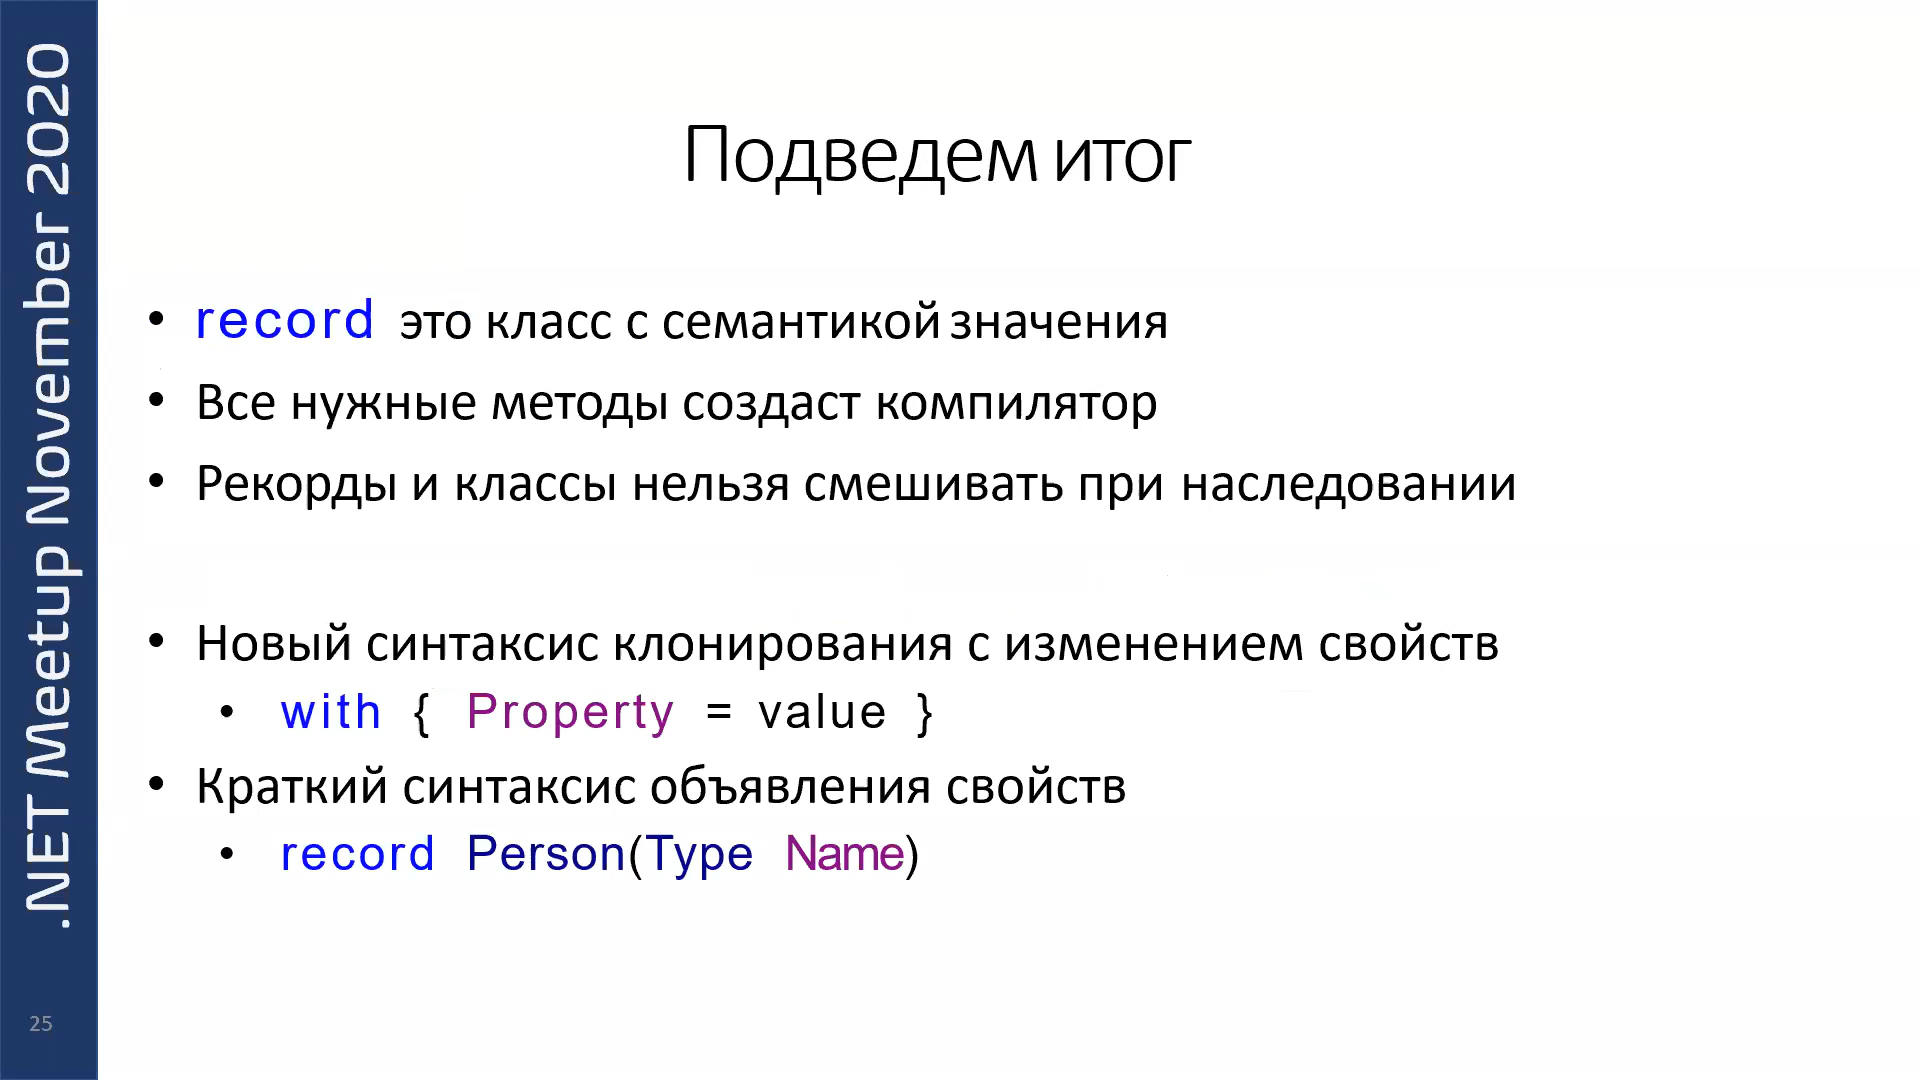 .NET Meetup November 2020
Подведем итог
• record это класс с семантикой значения
• Все нужные методы создаст компилятор
• Рекорды и классы нельзя смешивать при наследовании
• Новый синтаксис клонирования с изменением свойств
• with { Property = value }
• Краткий синтаксис объявления свойств
• record Person(Type Name)
25